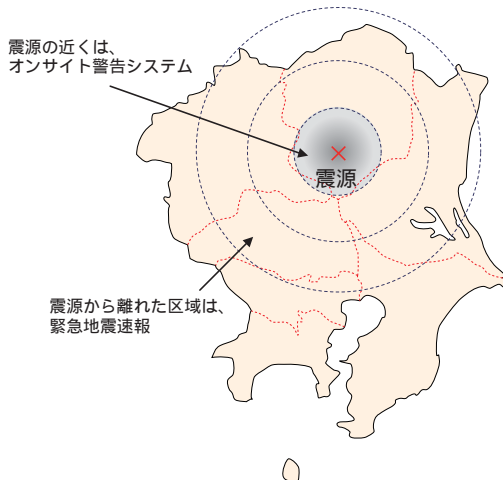 震源の近くは、
オンサイト警告システム
震源
震源から離れた区域は、
緊急地震速報